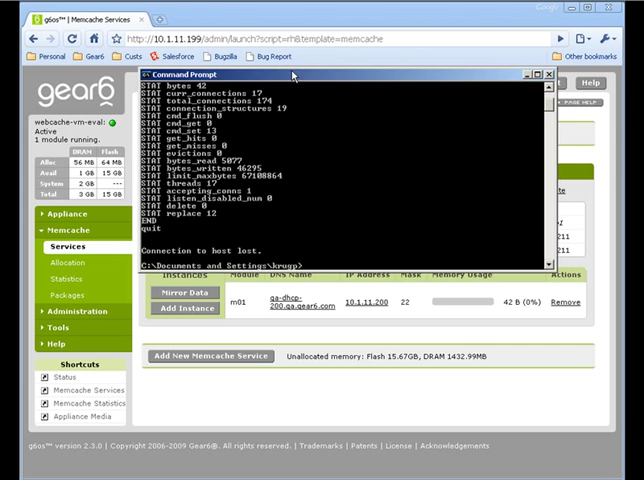 Google
g6os™ | Memcache Services
http://10.1.11.199/admin/launch?script=rh&template=memcache
Personal Gear6 Custs Salesforce Bugzilla Bug Report Other bookmarks
gear6
Help
PAGE HELP
webcache-vm-eval:
Active
1 module running.
DRAM Flash
Alloc 56 MB 64 MB
Avail 1 GB 15 GB
System 2 GB ---
Total 3 GB 15 GB
Appliance
Memcache
Services
Allocation
Statistics
Packages
Administration
Tools
Help
Shortcuts
Status
Memcache Services
Memcache Statistics
Appliance Media
Command Prompt
STAT bytes 42
STAT curr_connections 17
STAT total_connections 174
STAT connection_structures 19
STAT cmd_flush 0
STAT cmd_get 0
STAT cmd_set 13
STAT get_hits 0
STAT get_misses 0
STAT evictions 0
STAT bytes_read 5077
STAT bytes_written 46295
STAT limit_maxbytes 67108864
STAT threads 17
STAT accepting_conns 1
STAT listen_disabled_num 0
STAT delete 0
STAT replace 12
END
quit
Connection to host lost.
C:\Documents and Settings\krugp>
211
211
Instances DNS Name IP Address Mask Memory Usage Actions
Mirror Data
Add Instance
m01 qa-dhcp-200.qa.gear6.com 10.1.11.200 22 42 B (0%) Remove
Add New Memcache Service Unallocated memory: Flash 15.67GB, DRAM 1432.99MB
g6os™ version 2.3.0 | Copyright 2006-2009 Gear6®. All rights reserved. | Trademarks | Patents | License | Acknowledgements